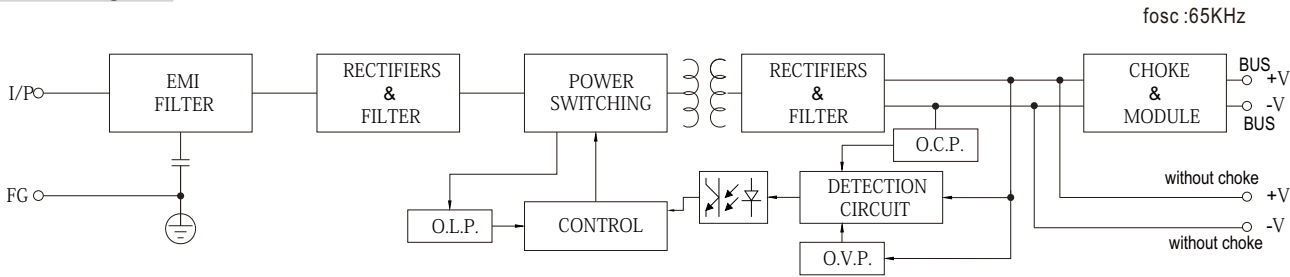 fosc :65KHz
I/P
EMI
FILTER
RECTIFIERS
&
FILTER
POWER
SWITCHING
RECTIFIERS
&
FILTER
CHOKE
&
MODULE
BUS
+V
-V
BUS
O.C.P.
FG
O.L.P.
CONTROL
DETECTION
CIRCUIT
O.V.P.
without choke
+V
-V
without choke